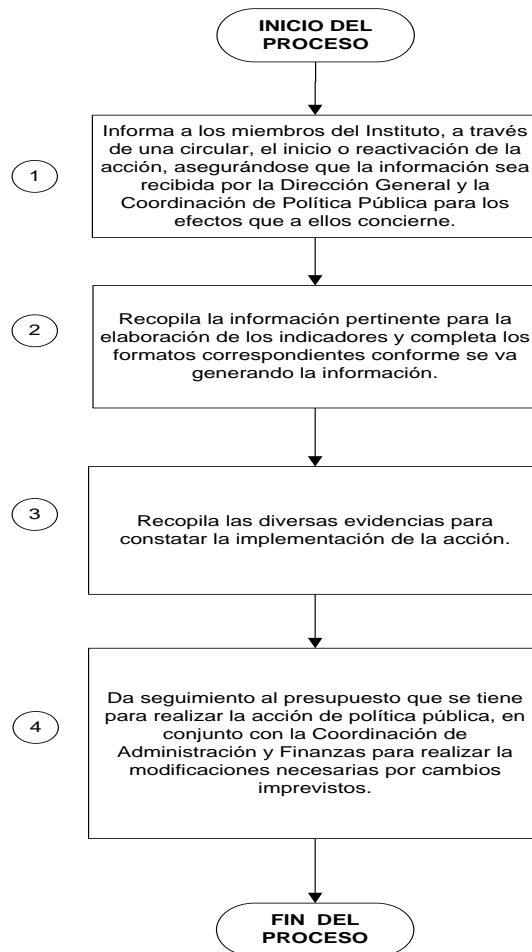 INICIO DEL
PROCESO
1
Informa a los miembros del Instituto, a través
de una circular, el inicio o reactivación de la
acción, asegurándose que la información sea
recibida por la Dirección General y la
Coordinación de Política Pública para los
efectos que a ellos concierne.
2
Recopila la información pertinente para la
elaboración de los indicadores y completa los
formatos correspondientes conforme se va
generando la información.
3
Recopila las diversas evidencias para
constatar la implementación de la acción.
4
Da seguimiento al presupuesto que se tiene
para realizar la acción de política pública, en
conjunto con la Coordinación de
Administración y Finanzas para realizar la
modificaciones necesarias por cambios
imprevistos.
FIN DEL
PROCESO